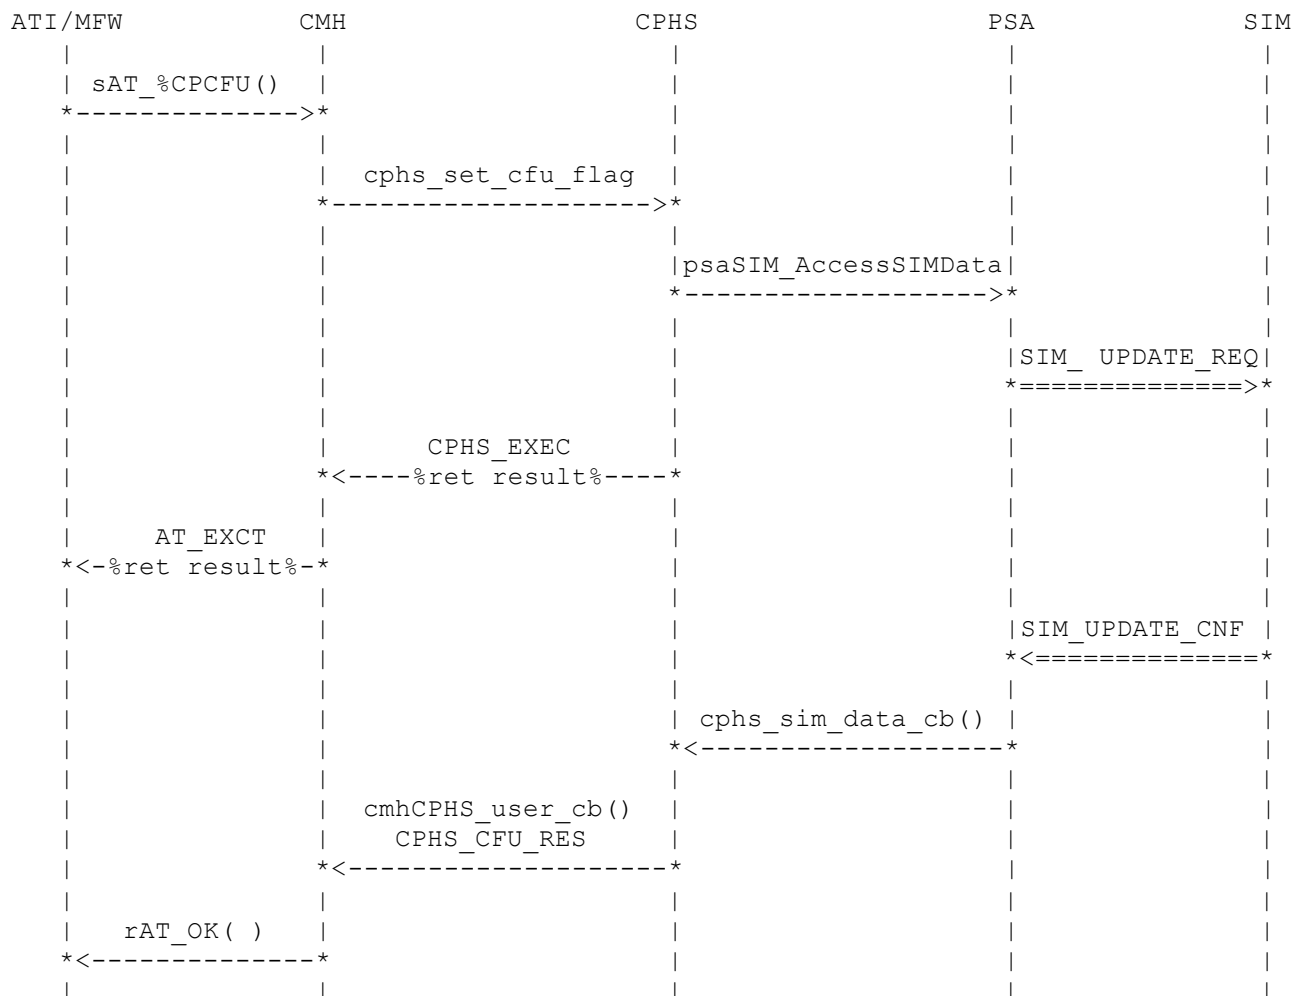 ATI/MFW CMH CPHS PSA SIM
sAT_%CPCFU()
*-------------->*
cphs_set_cfu_flag
*-------------------->*
psaSIM_AccessSIMData
*------------------->*
SIM_ UPDATE_REQ
*==============>*
CPHS_EXEC
*<----%ret result%----*
AT_EXCT
*<-%ret result%-*
SIM_UPDATE_CNF
*<==============*
cphs_sim_data_cb()
*<-------------------*
cmhCPHS_user_cb()
CPHS_CFU_RES
*<--------------------*
rAT_OK( )
*<--------------*